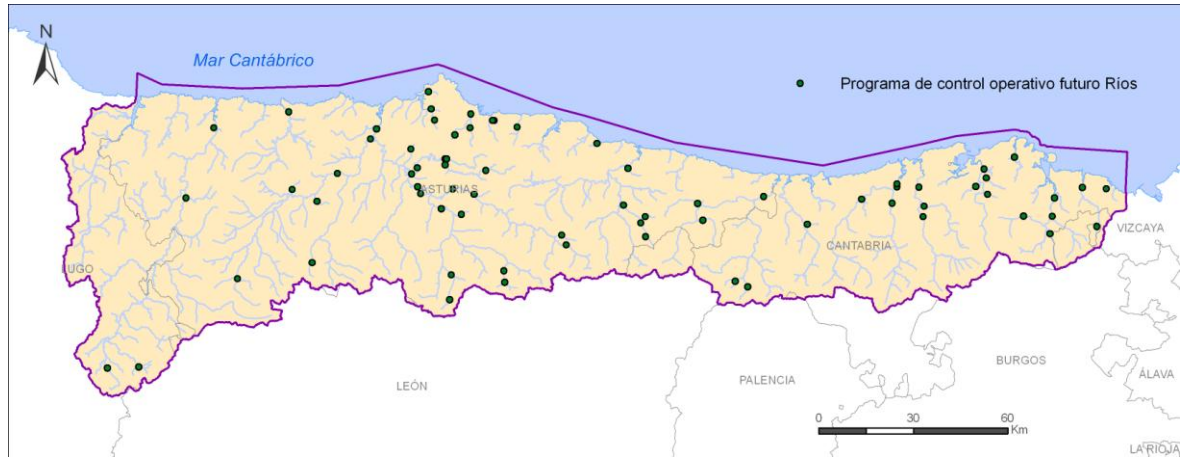 N
Mar Cantábrico
Programa de control operativo futuro Ríos
ASTURIAS
VIZCAYA
CANTABRIA
LUGO
BURGOS
ÁLAVA
PALENCIA
LEÓN
0 30 60
Km
LA RIOJA